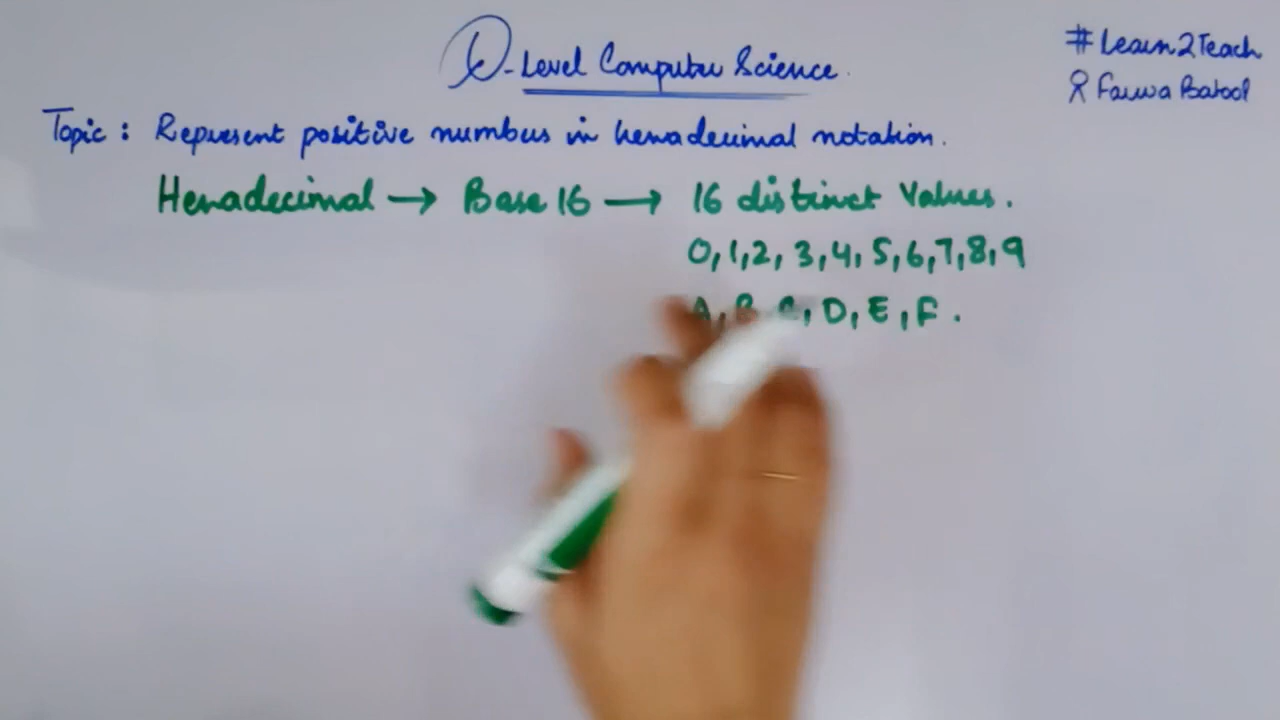 O-Level Computer Science.
#Learn2Teach
Farwa Batool
Topic: Represent positive numbers in hexadecimal notation.
Hexadecimal → Base 16 → 16 distinct values.
0,1,2,3,4,5,6,7,8,9
A,B,C,D,E,F.